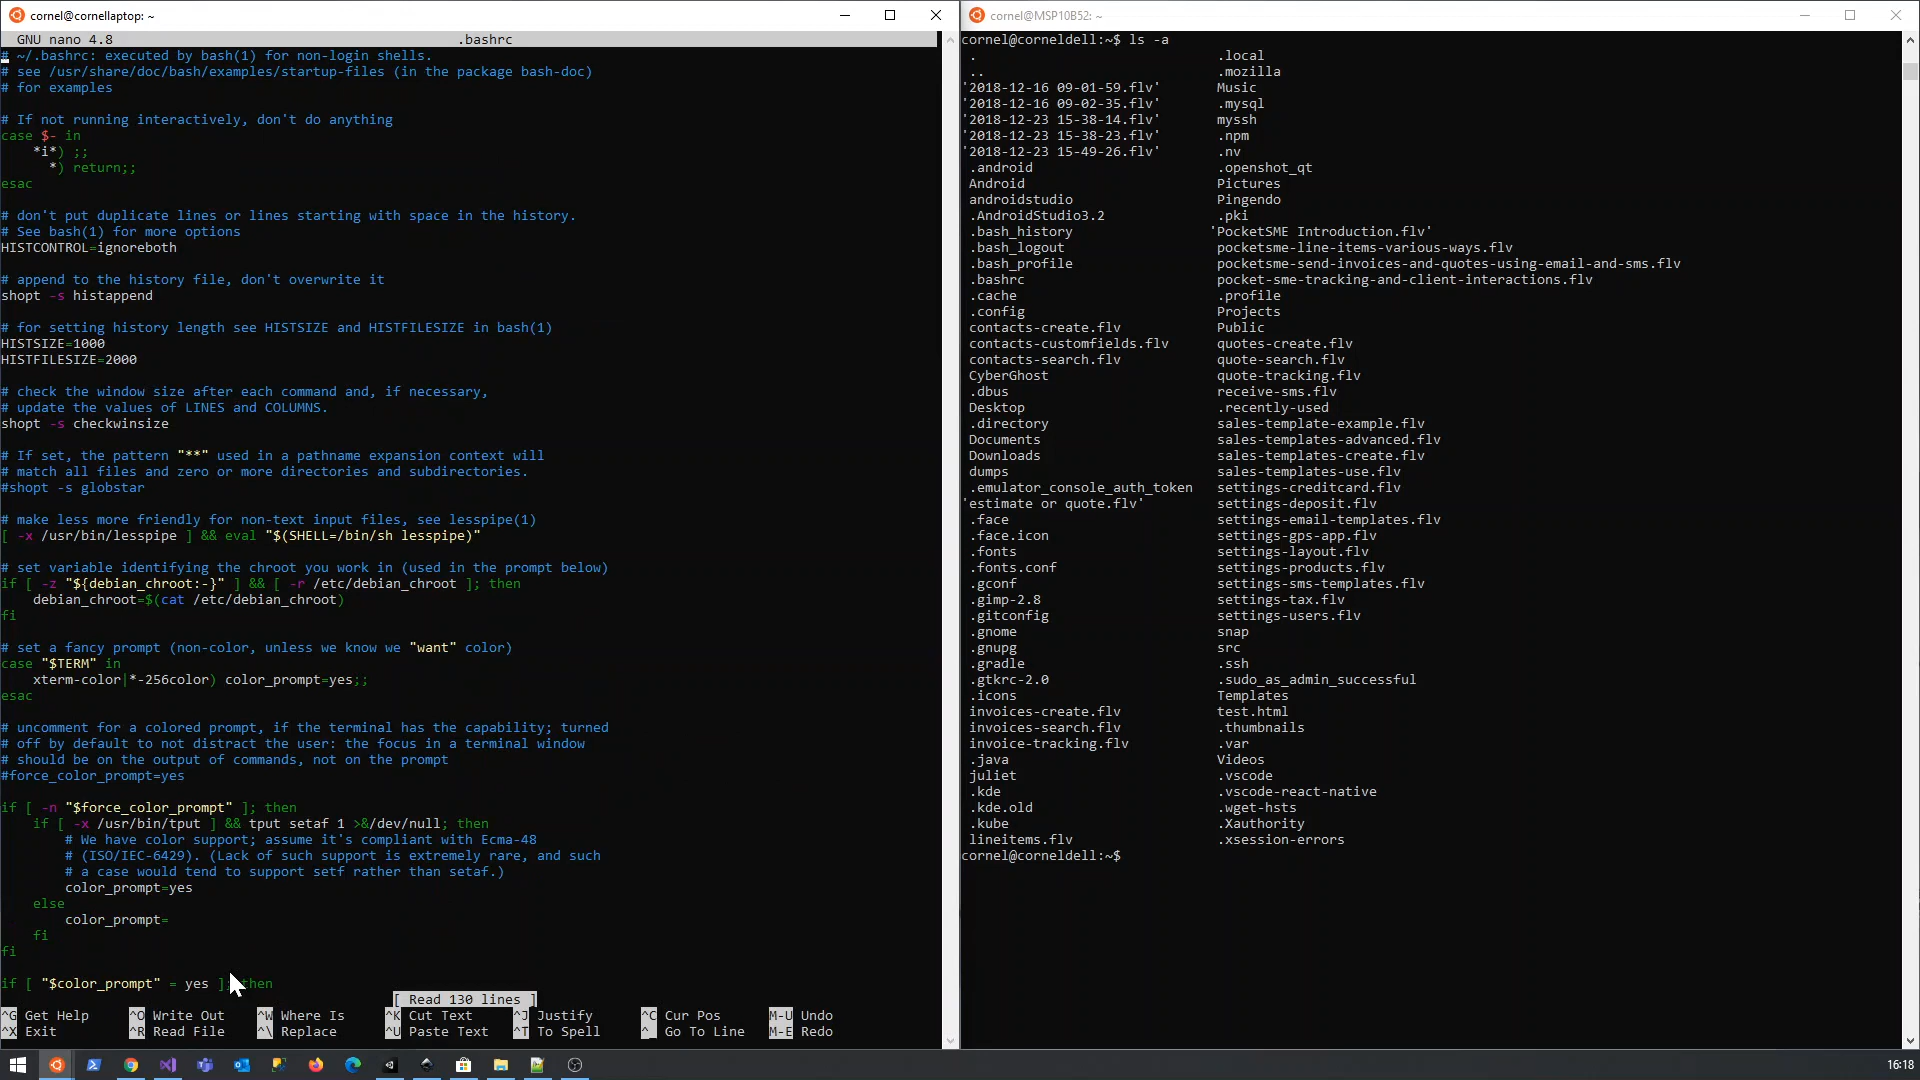 cornel@cornellaptop: ~
GNU nano 4.8 .bashrc
# ~/.bashrc: executed by bash(1) for non-login shells.
# see /usr/share/doc/bash/examples/startup-files (in the package bash-doc)
# for examples
# If not running interactively, don't do anything
case $- in
*i*) ;;
*) return;;
esac
# don't put duplicate lines or lines starting with space in the history.
# See bash(1) for more options
HISTCONTROL=ignoreboth
# append to the history file, don't overwrite it
shopt -s histappend
# for setting history length see HISTSIZE and HISTFILESIZE in bash(1)
HISTSIZE=1000
HISTFILESIZE=2000
# check the window size after each command and, if necessary,
# update the values of LINES and COLUMNS.
shopt -s checkwinsize
# If set, the pattern "**" used in a pathname expansion context will
# match all files and zero or more directories and subdirectories.
#shopt -s globstar
# make less more friendly for non-text input files, see lesspipe(1)
[ -x /usr/bin/lesspipe ] && eval "$(SHELL=/bin/sh lesspipe)"
# set variable identifying the chroot you work in (used in the prompt below)
if [ -z "${debian_chroot:-}" ] && [ -r /etc/debian_chroot ]; then
debian_chroot=$(cat /etc/debian_chroot)
fi
# set a fancy prompt (non-color, unless we know we "want" color)
case "$TERM" in
xterm-color|*-256color) color_prompt=yes;;
esac
# uncomment for a colored prompt, if the terminal has the capability; turned
# off by default to not distract the user: the focus in a terminal window
# should be on the output of commands, not on the prompt
#force_color_prompt=yes
if [ -n "$force_color_prompt" ]; then
if [ -x /usr/bin/tput ] && tput setaf 1 >&/dev/null; then
# We have color support; assume it's compliant with Ecma-48
# (ISO/IEC-6429). (Lack of such support is extremely rare, and such
# a case would tend to support setf rather than setaf.)
color_prompt=yes
else
color_prompt=
fi
fi
if [ "$color_prompt" = yes ]; then
[ Read 130 lines ]
^G Get Help ^O Write Out ^W Where Is ^K Cut Text ^J Justify ^C Cur Pos M-U Undo
^X Exit ^R Read File ^\ Replace ^U Paste Text ^T To Spell ^_ Go To Line M-E Redo
cornel@MSP10B52: ~
cornel@corneldell:~$ ls -a
. .local
.. .mozilla
'2018-12-16 09-01-59.flv' Music
'2018-12-16 09-02-35.flv' .mysql
'2018-12-23 15-38-14.flv' myssh
'2018-12-23 15-38-23.flv' .npm
'2018-12-23 15-49-26.flv' .nv
.android .openshot_qt
Android Pictures
androidstudio Pingendo
.AndroidStudio3.2 .pki
.bash_history 'PocketSME Introduction.flv'
.bash_logout pocketsme-line-items-various-ways.flv
.bash_profile pocketsme-send-invoices-and-quotes-using-email-and-sms.flv
.bashrc pocket-sme-tracking-and-client-interactions.flv
.cache .profile
.config Projects
contacts-create.flv Public
contacts-customfields.flv quotes-create.flv
contacts-search.flv quote-search.flv
CyberGhost quote-tracking.flv
.dbus receive-sms.flv
Desktop .recently-used
.directory sales-template-example.flv
Documents sales-templates-advanced.flv
Downloads sales-templates-create.flv
dumps sales-templates-use.flv
.emulator_console_auth_token settings-creditcard.flv
'estimate or quote.flv' settings-deposit.flv
.face settings-email-templates.flv
.face.icon settings-gps-app.flv
.fonts settings-layout.flv
.fonts.conf settings-products.flv
.gconf settings-sms-templates.flv
.gimp-2.8 settings-tax.flv
.gitconfig settings-users.flv
.gnome snap
.gnupg src
.gradle .ssh
.gtkrc-2.0 .sudo_as_admin_successful
.icons Templates
invoices-create.flv test.html
invoices-search.flv .thumbnails
invoice-tracking.flv .var
.java Videos
juliet .vscode
.kde .vscode-react-native
.kde.old .wget-hsts
.kube .Xauthority
lineitems.flv .xsession-errors
cornel@corneldell:~$
16:18